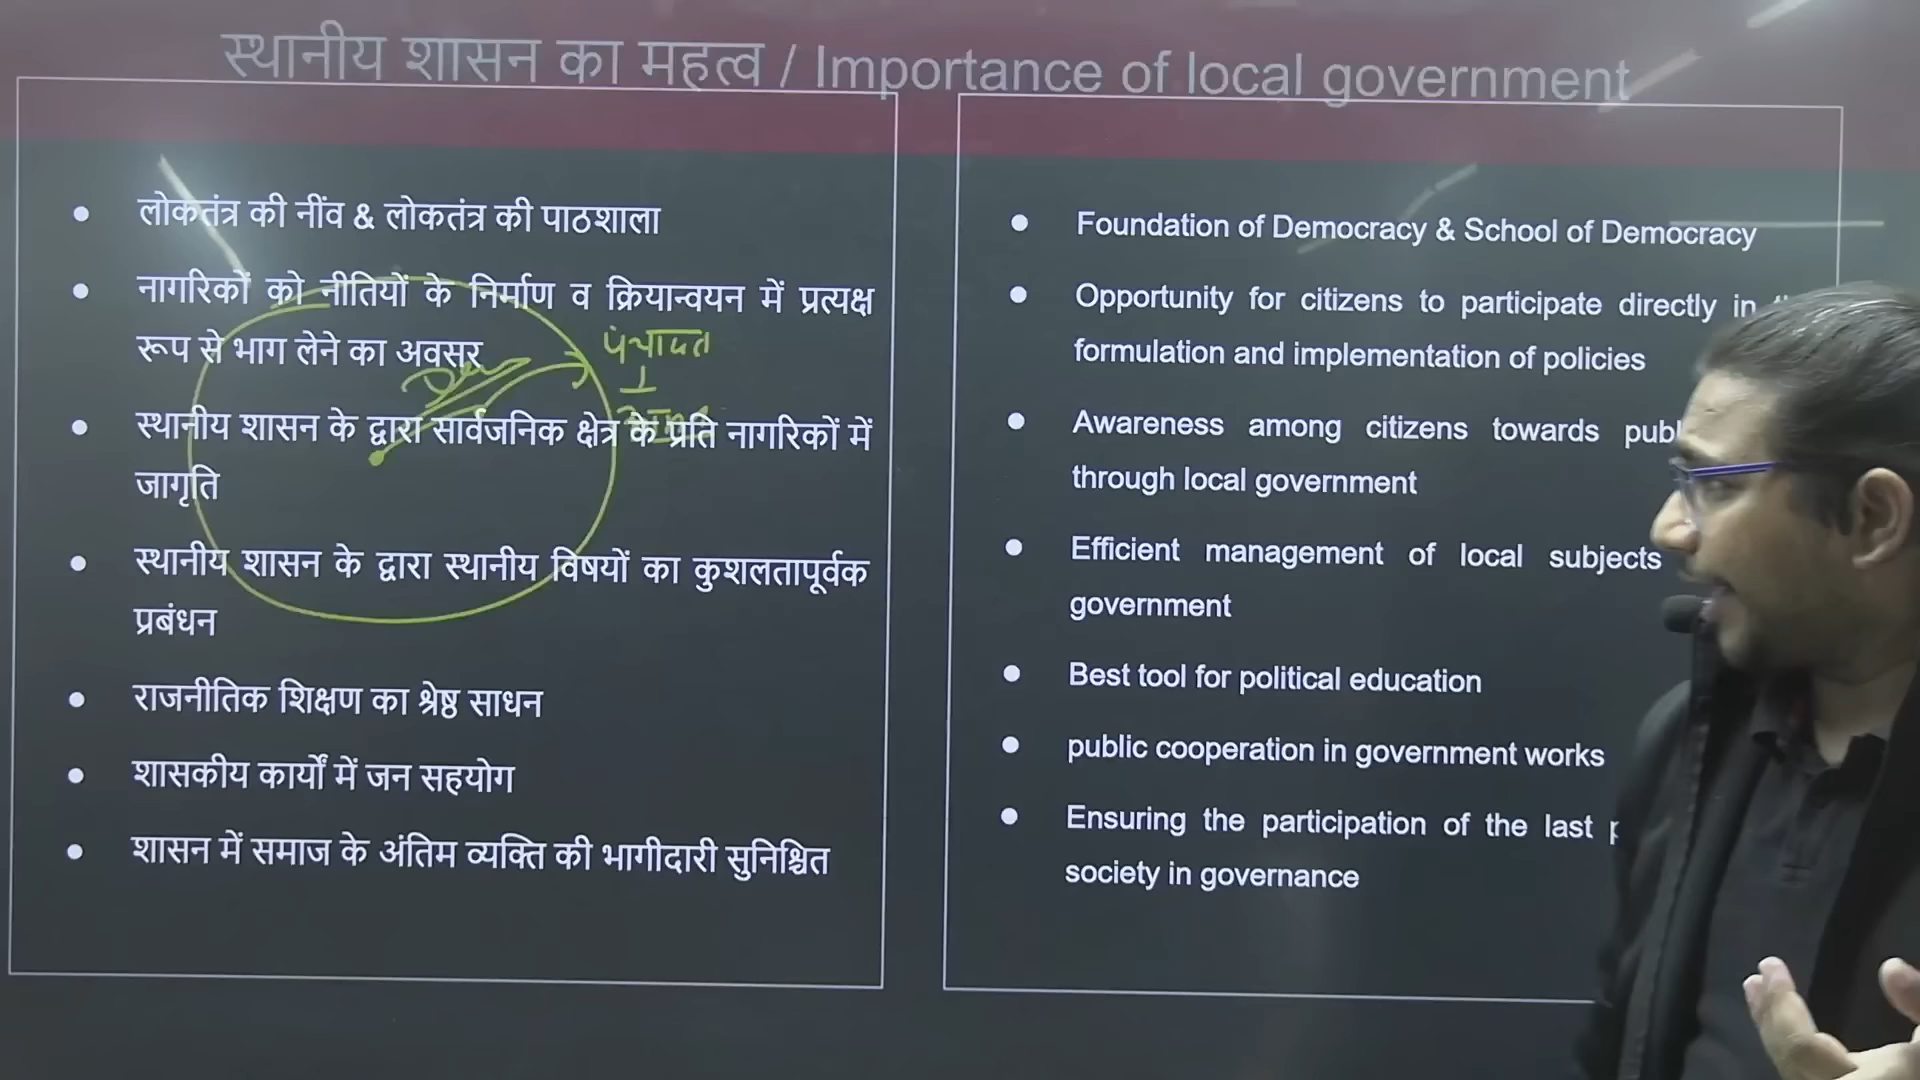 स्थानीय शासन का महत्व / Importance of local government
लोकतंत्र की नींव & लोकतंत्र की पाठशाला
नागरिकों को नीतियों के निर्माण व क्रियान्वयन में प्रत्यक्ष
रूप से भाग लेने का अवसर
स्थानीय शासन के द्वारा सार्वजनिक क्षेत्र के प्रति नागरिकों में
जागृति
स्थानीय शासन के द्वारा स्थानीय विषयों का कुशलतापूर्वक
प्रबंधन
राजनीतिक शिक्षण का श्रेष्ठ साधन
शासकीय कार्यों में जन सहयोग
शासन में समाज के अंतिम व्यक्ति की भागीदारी सुनिश्चित
पंचायत
Foundation of Democracy & School of Democracy
Opportunity for citizens to participate directly in
formulation and implementation of policies
Awareness among citizens towards
through local government
Efficient management of local subjects
government
Best tool for political education
public cooperation in government works
Ensuring the participation of the last
society in governance